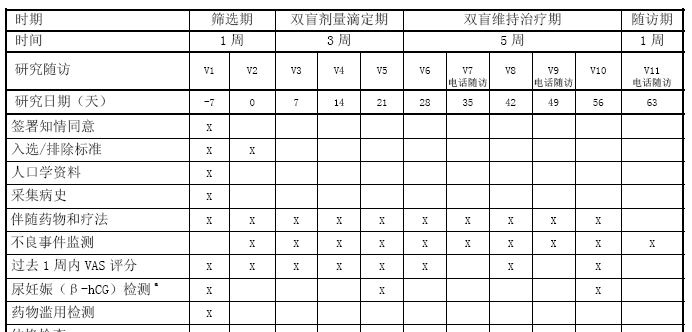 时期 筛选期 双盲剂量滴定期 双盲维持治疗期 随访期
时间 1周 3周 5周 1周
研究随访 V1 V2 V3 V4 V5 V6 V7 电话随访 V8 V9 电话随访 V10 V11 电话随访
研究日期（天） -7 0 7 14 21 28 35 42 49 56 63
签署知情同意 X
入选/排除标准 X X
人口学资料 X
采集病史 X
伴随药物和疗法 X X X X X X X X X X
不良事件监测 X X X X X X X X X X
过去1周内VAS评分 X X X X X X X X
尿妊娠（β-hCG）检测a X X X
药物滥用检测 X